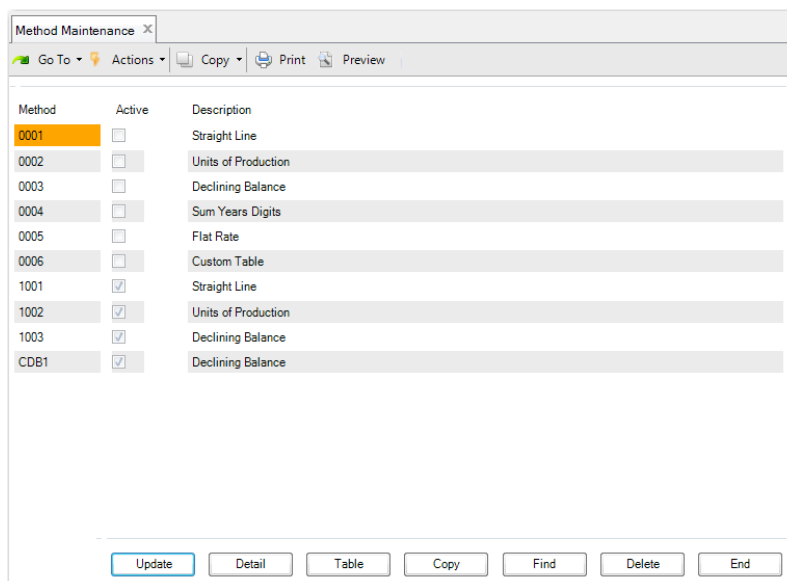 Method Maintenance X
Go To Actions Copy Print Preview
Method Active Description
0001 Straight Line
0002 Units of Production
0003 Declining Balance
0004 Sum Years Digits
0005 Flat Rate
0006 Custom Table
1001 Straight Line
1002 Units of Production
1003 Declining Balance
CDB1 Declining Balance
Update Detail Table Copy Find Delete End